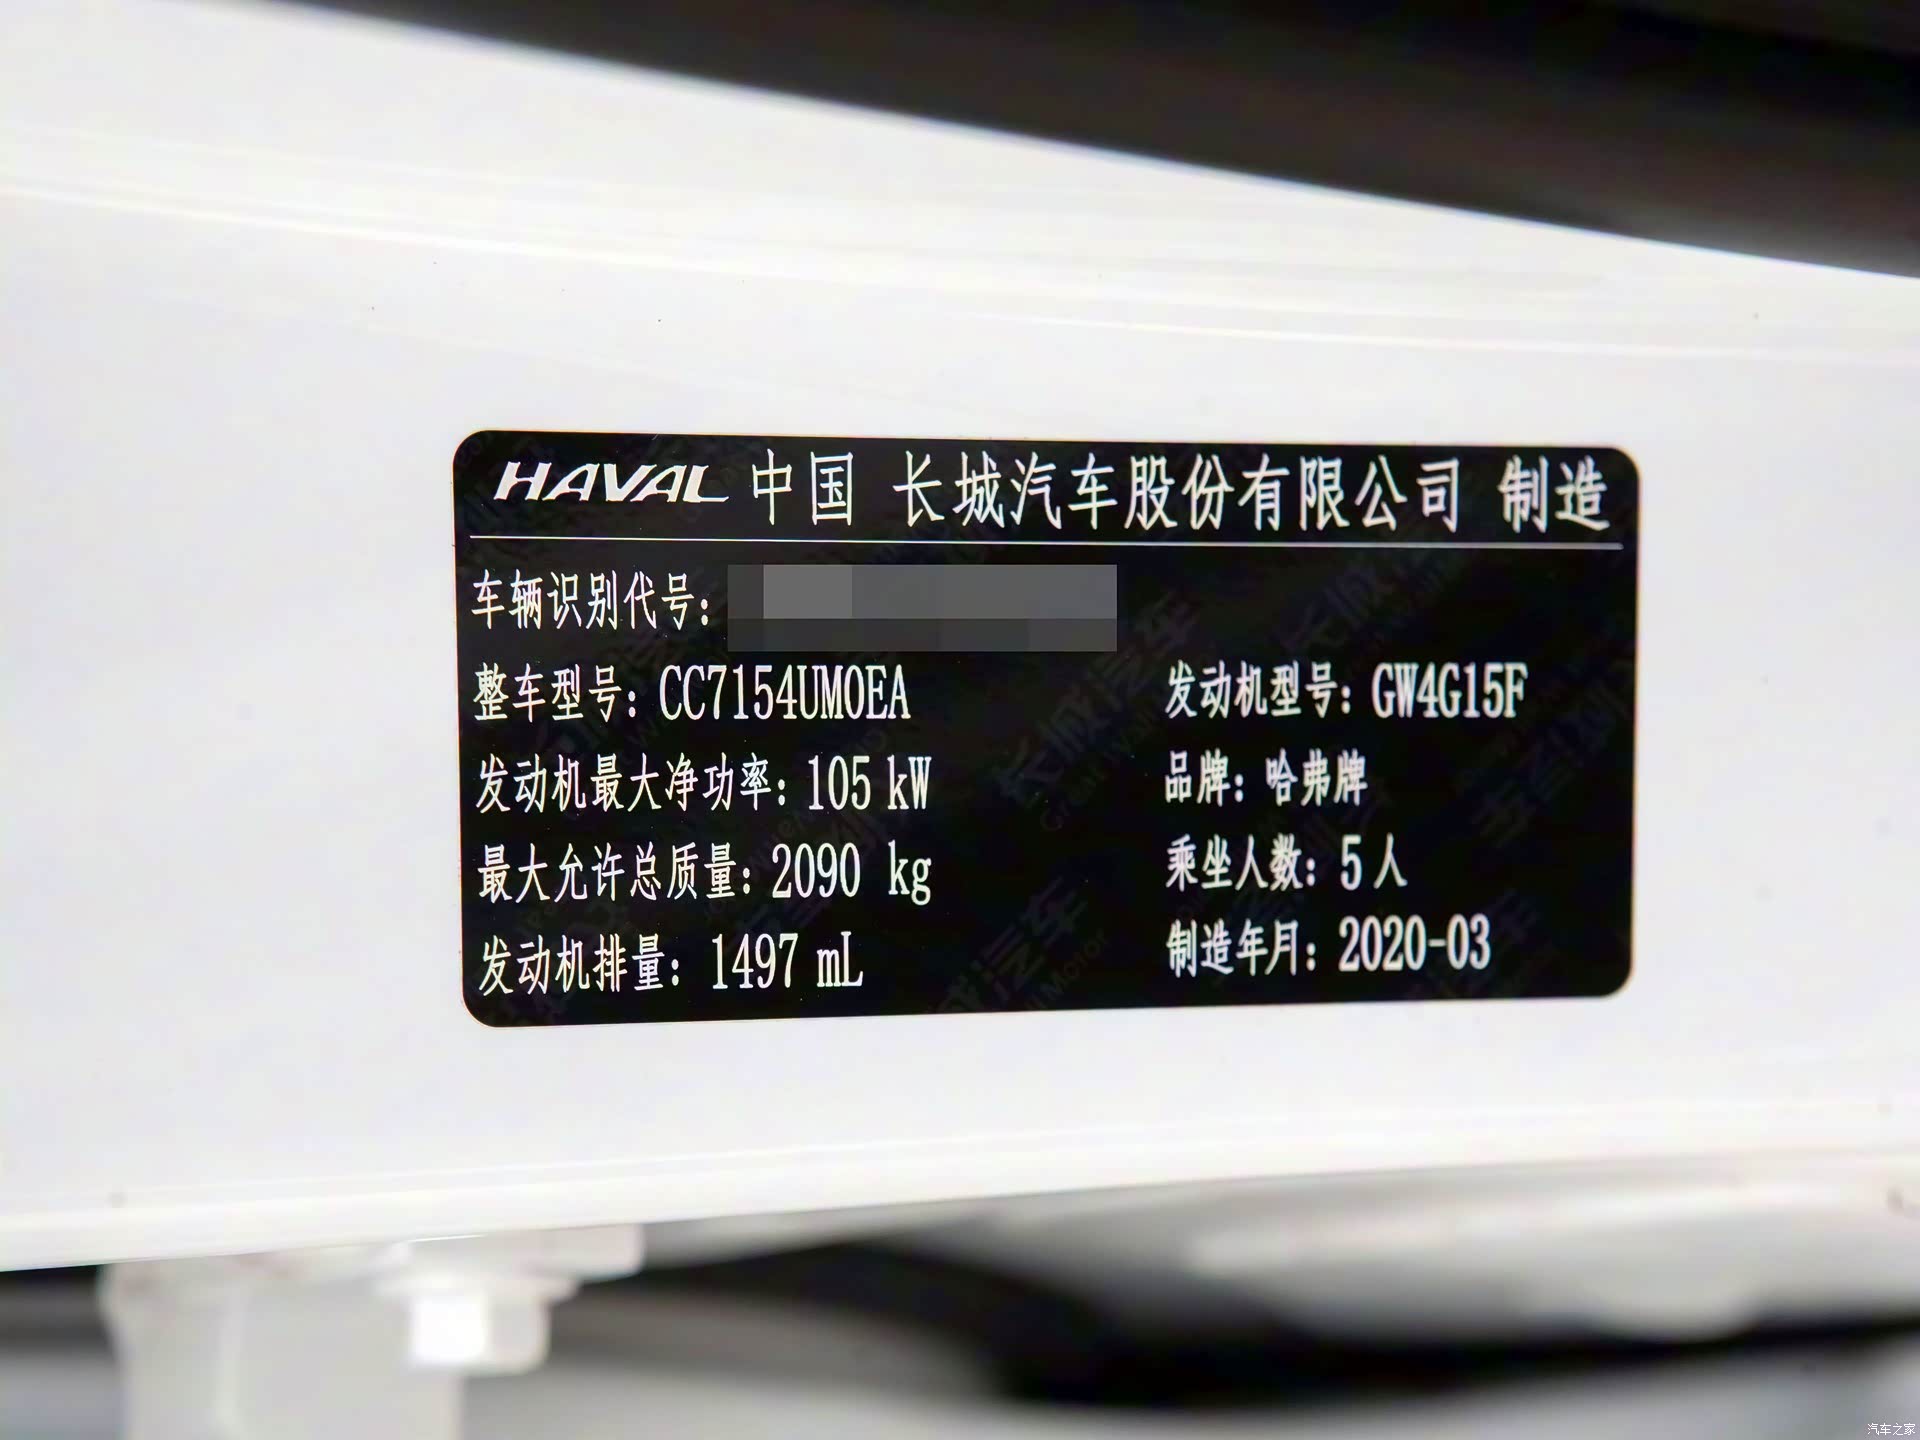 HAVAL 中国 长城汽车股份有限公司 制造
车辆识别代号:
整车型号: CC7154UM0EA 发动机型号: GW4G15F
发动机最大净功率: 105 kW 品牌: 哈弗牌
最大允许总质量: 2090 kg 乘坐人数: 5人
发动机排量: 1497 mL 制造年月: 2020-03
汽车之家